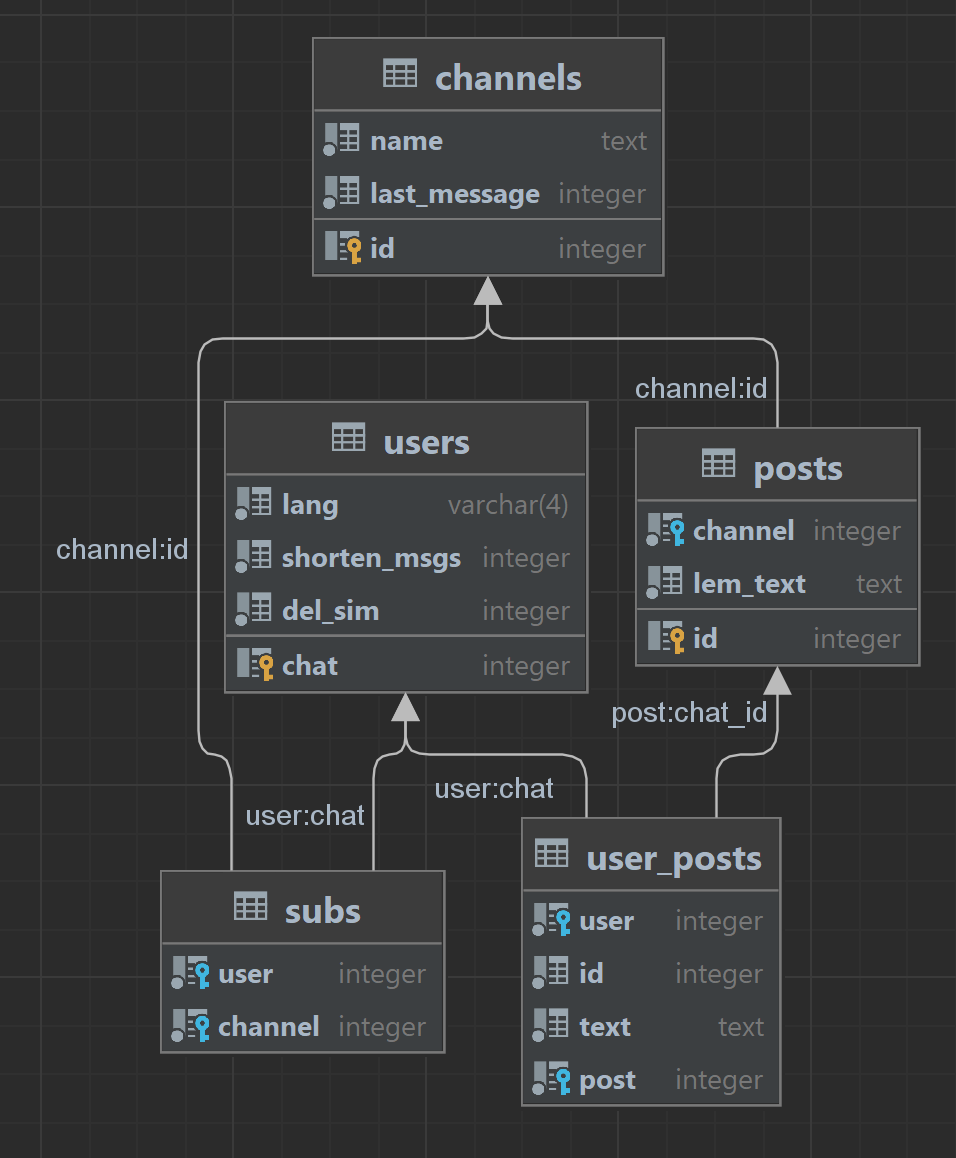 channels
name text
last_message integer
id integer
channel:id
users
lang varchar(4)
shorten_msgs integer
del_sim integer
chat integer
posts
channel integer
lem_text text
id integer
channel:id
post:chat_id
user:chat
user:chat
subs
user integer
channel integer
user_posts
user integer
id integer
text text
post integer